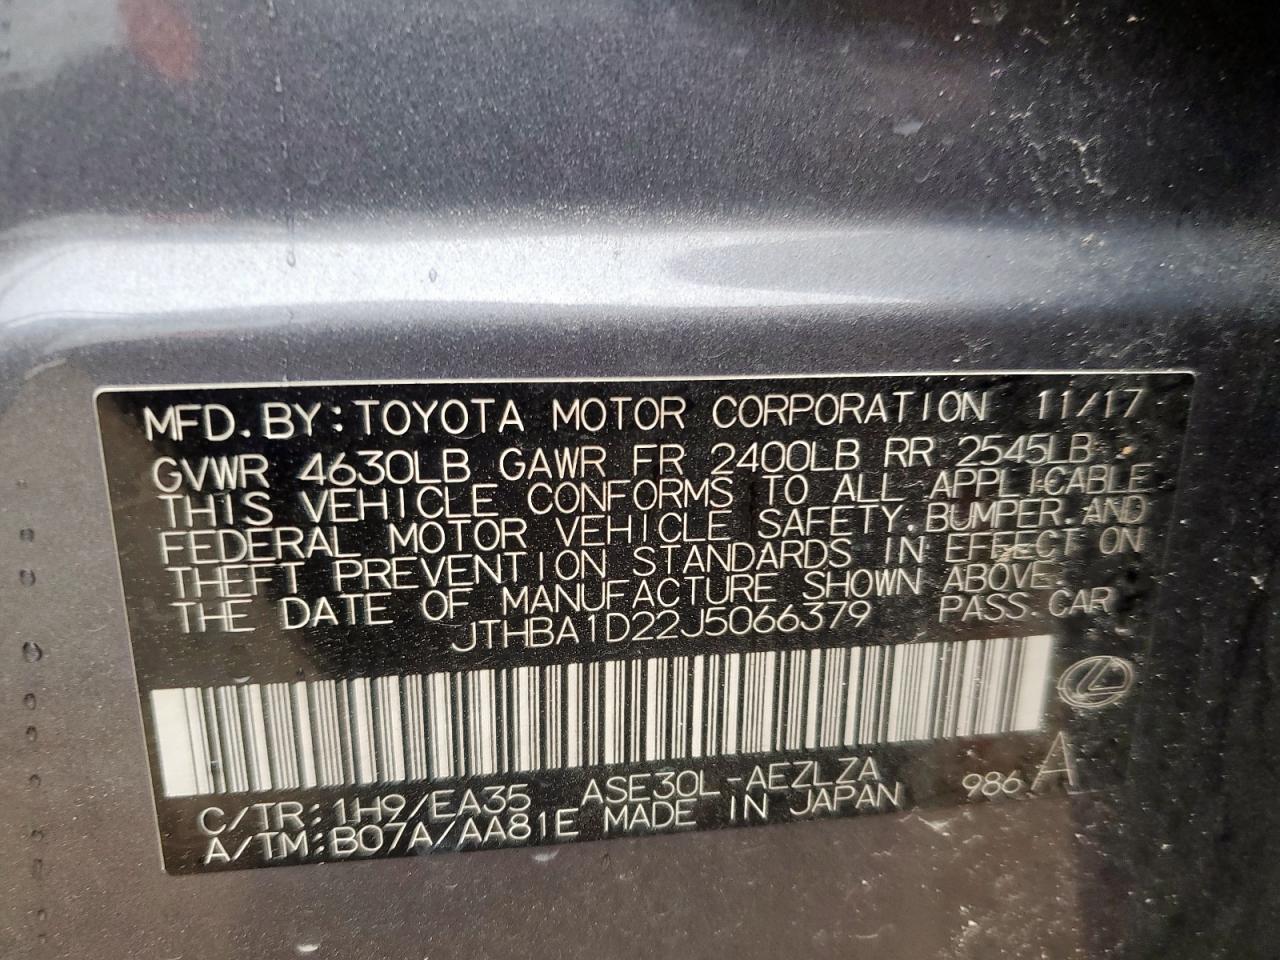 MFD.BY:TOYOTA MOTOR CORPORATION 11/17
GVWR 4630LB GAWR FR 2400LB RR 2545LB
THIS VEHICLE CONFORMS TO ALL APPLICABLE
FEDERAL MOTOR VEHICLE SAFETY,BUMPER,AND
THEFT PREVENTION STANDARDS IN EFFECT ON
THE DATE OF MANUFACTURE SHOWN ABOVE.
JTHBA1D22J5066379 PASS.CAR
C/TR:1H9/EA35 ASE30L-AEZLZA 986 A
A/TM:B07A/AA81E MADE IN JAPAN